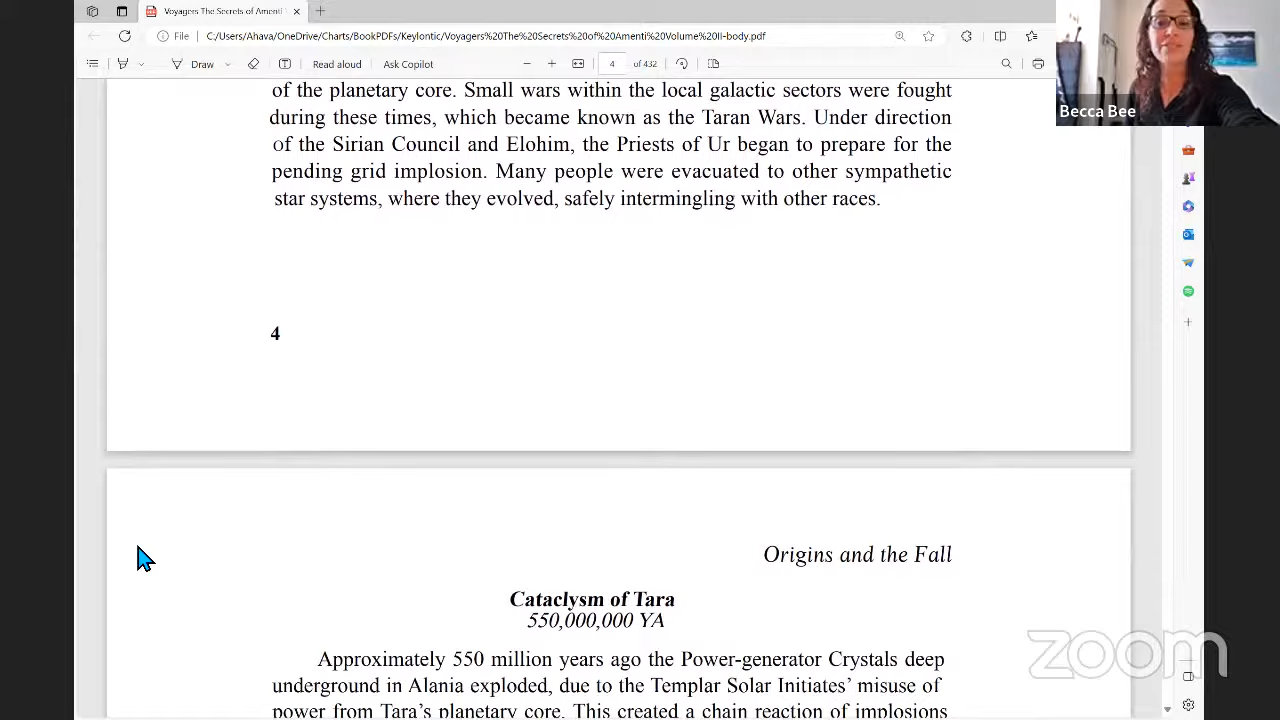 Voyagers The Secrets of Amenti
File
C:/Users/Ahava/OneDrive/Charts/BookPDFs/Keylontic/Voyagers%20The%20Secrets%20of%20Amenti%20Volume%20II-body.pdf
Draw
Read aloud
Ask Copilot
4
of 432
Becca Bee
of the planetary core. Small wars within the local galactic sectors were fought
during these times, which became known as the Taran Wars. Under direction
of the Sirian Council and Elohim, the Priests of Ur began to prepare for the
pending grid implosion. Many people were evacuated to other sympathetic
star systems, where they evolved, safely intermingling with other races.
4
Origins and the Fall
Cataclysm of Tara
550,000,000 YA
Approximately 550 million years ago the Power-generator Crystals deep
underground in Alania exploded, due to the Templar Solar Initiates' misuse of
power from Tara's planetary core. This created a chain reaction of implosions
zoom